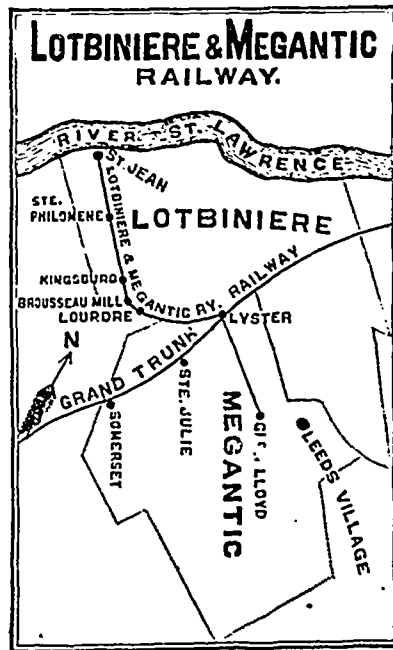 LOTBINIERE & MEGANTIC
RAILWAY.
RIVER ST. LAWRENCE
ST. JEAN
LOTBINIERE & MEGANTIC RY.
STE.
PHILOMENE
LOTBINIERE
KINGSBURG
BROUSSEAU MILL
LOURDRE
LYSTER
N
GRAND TRUNK RAILWAY
STE. JULIE
SOMERSET
MEGANTIC
LLOYD
LEEDS VILLAGE